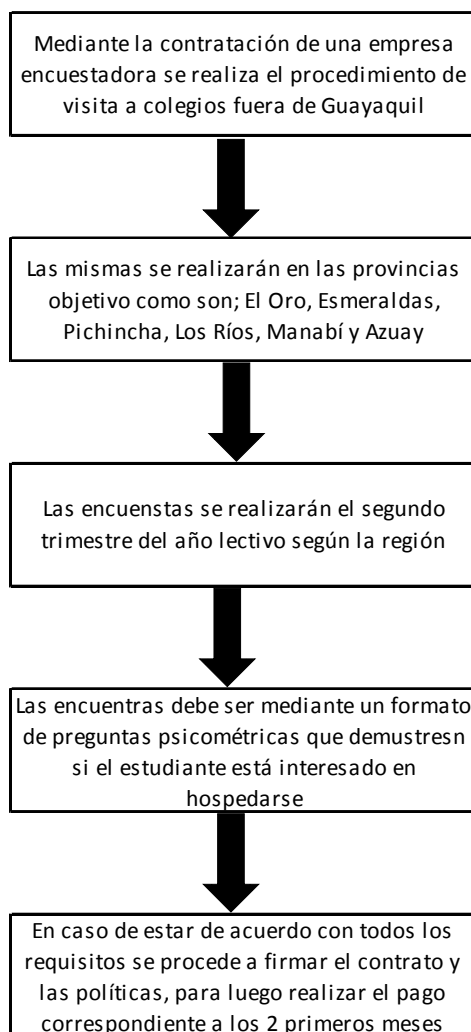 Mediante la contratación de una empresa
encuestadora se realiza el procedimiento de
visita a colegios fuera de Guayaquil
Las mismas se realizarán en las provincias
objetivo como son; El Oro, Esmeraldas,
Pichincha, Los Ríos, Manabí y Azuay
Las encuenstas se realizarán el segundo
trimestre del año lectivo según la región
Las encuentras debe ser mediante un formato
de preguntas psicométricas que demustresn
si el estudiante está interesado en
hospedarse
En caso de estar de acuerdo con todos los
requisitos se procede a firmar el contrato y
las políticas, para luego realizar el pago
correspondiente a los 2 primeros meses